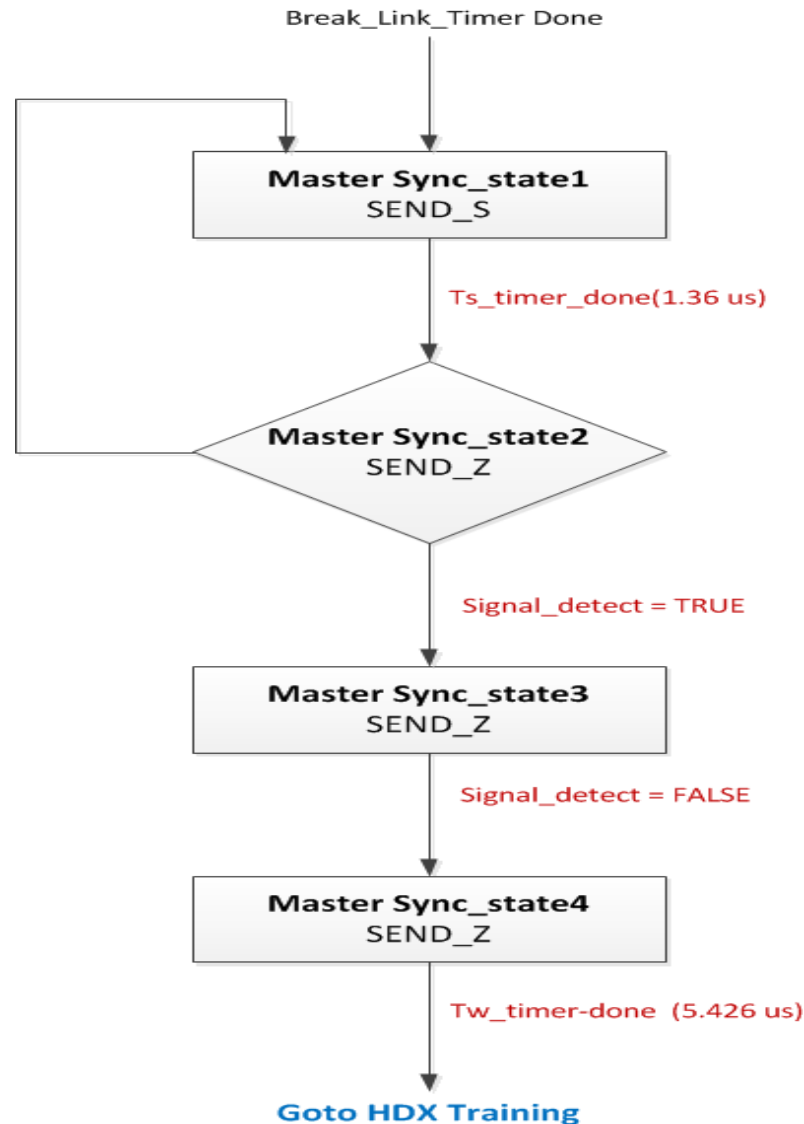 Break_Link_Timer Done
Master Sync_state1
SEND_S
Ts_timer_done(1.36 us)
Master Sync_state2
SEND_Z
Signal_detect = TRUE
Master Sync_state3
SEND_Z
Signal_detect = FALSE
Master Sync_state4
SEND_Z
Tw_timer-done (5.426 us)
Goto HDX Training